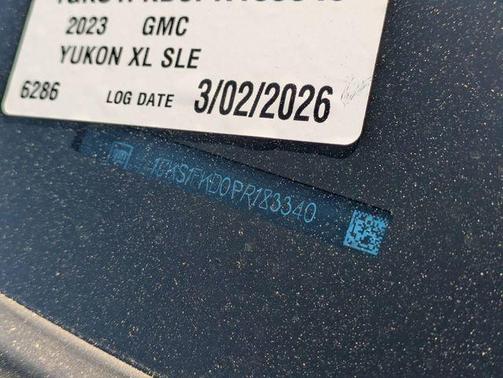 2023 GMC
YUKON XL SLE
6286 LOG DATE 3/02/2026
1GKS1FKD0PR183340